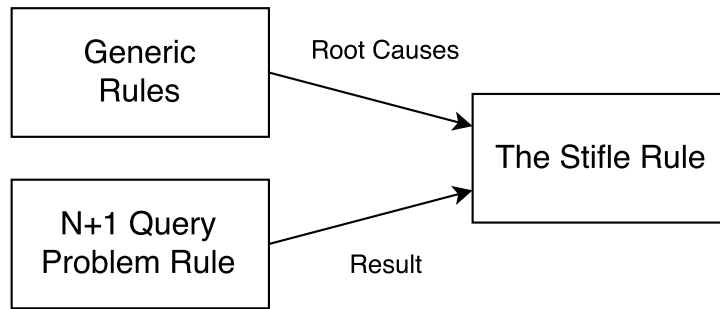 Generic
Rules
Root Causes
The Stifle Rule
N+1 Query
Problem Rule
Result